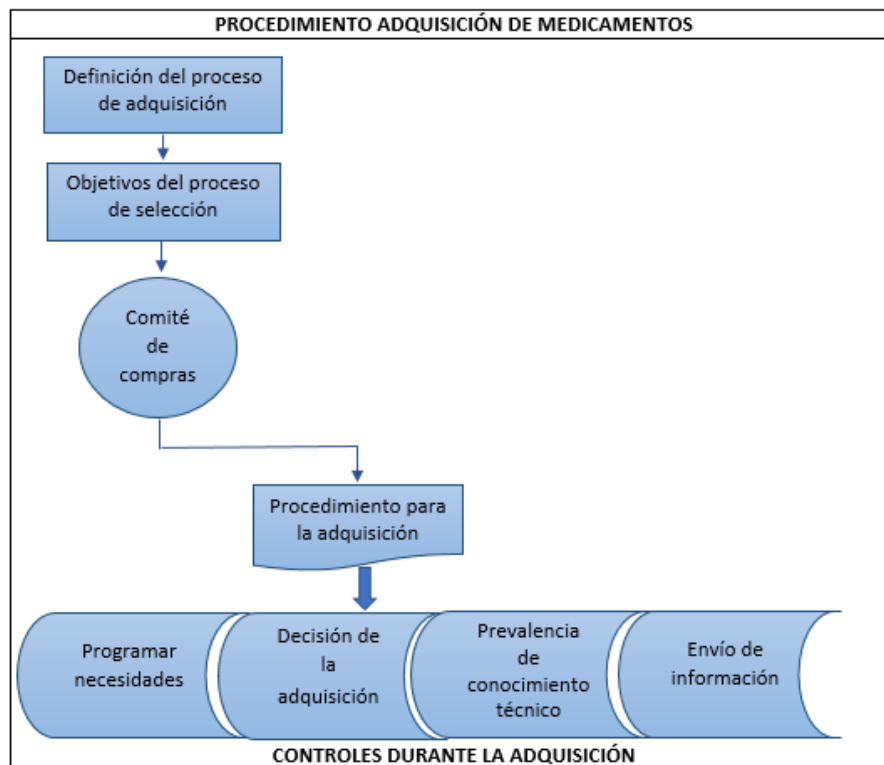 PROCEDIMIENTO ADQUISICIÓN DE MEDICAMENTOS
Definición del proceso
de adquisición
Objetivos del proceso
de selección
Comité
de
compras
Procedimiento para
la adquisición
Programar
necesidades
Decisión de
la
adquisición
Prevalencia
de
conocimiento
técnico
Envío de
información
CONTROLES DURANTE LA ADQUISICIÓN